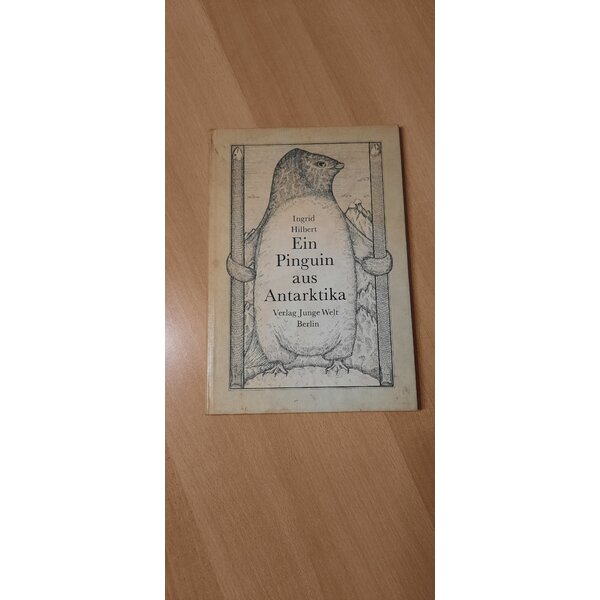 Ingrid
Hilbert
Ein
Pinguin
aus
Antarktika
Verlag Junge Welt
Berlin